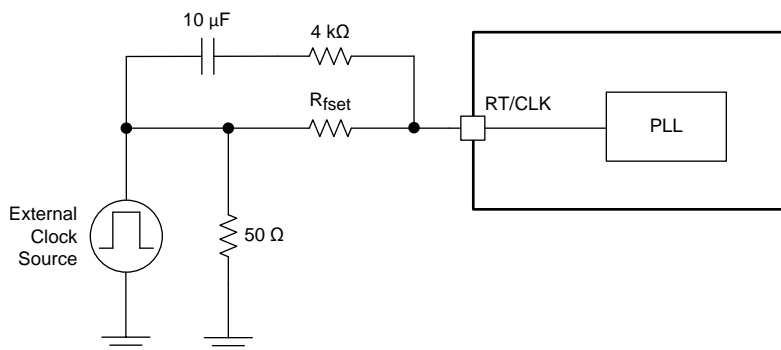 10 µF
4 kΩ
Rfset
RT/CLK
PLL
External
Clock
Source
50 Ω